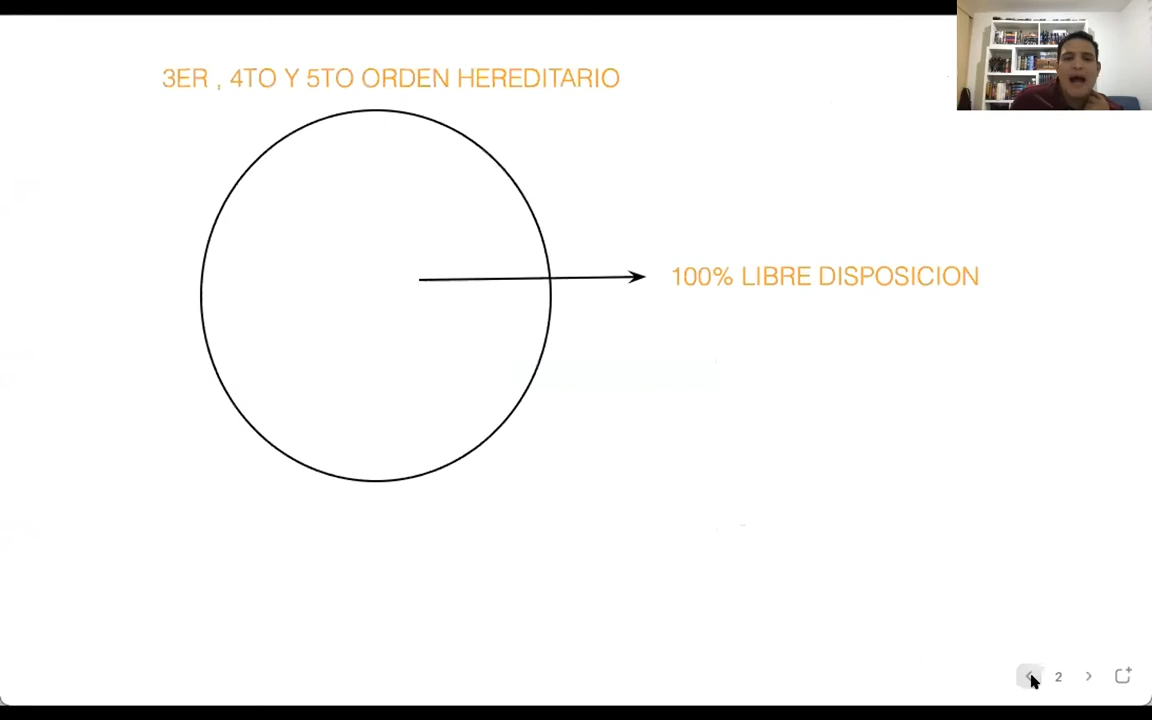 3ER , 4TO Y 5TO ORDEN HEREDITARIO
100% LIBRE DISPOSICION
2